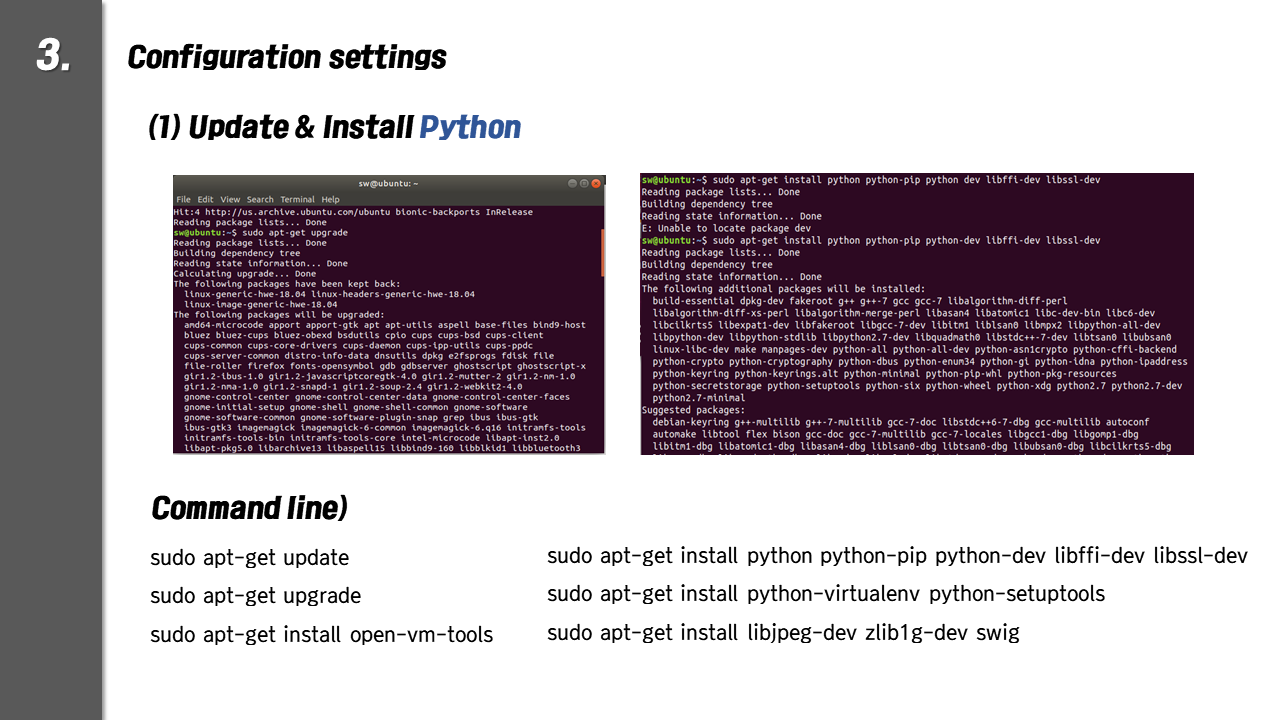 3.
Configuration settings
(1) Update & Install Python
sw@ubuntu: ~
File Edit View Search Terminal Help
Hit:4 http://us.archive.ubuntu.com/ubuntu bionic-backports InRelease
Reading package lists... Done
sw@ubuntu:~$ sudo apt-get upgrade
Reading package lists... Done
Building dependency tree
Reading state information... Done
Calculating upgrade... Done
The following packages have been kept back:
linux-generic-hwe-18.04 linux-headers-generic-hwe-18.04
linux-image-generic-hwe-18.04
The following packages will be upgraded:
amd64-microcode apport apport-gtk apt apt-utils aspell base-files bind9-host
bluez bluez-cups bluez-obexd bsdutils cpio cups cups-bsd cups-client
cups-common cups-core-drivers cups-daemon cups-ipp-utils cups-ppdc
cups-server-common distro-info-data dnsutils dpkg e2fsprogs fdisk file
file-roller firefox fonts-opensymbol gdb gdbserver ghostscript ghostscript-x
gir1.2-ibus-1.0 gir1.2-javascriptcoregtk-4.0 gir1.2-mutter-2 gir1.2-nm-1.0
gir1.2-nma-1.0 gir1.2-snapd-1 gir1.2-soup-2.4 gir1.2-webkit2-4.0
gnome-control-center gnome-control-center-data gnome-control-center-faces
gnome-initial-setup gnome-shell gnome-shell-common gnome-software
gnome-software-common gnome-software-plugin-snap grep ibus ibus-gtk
ibus-gtk3 imagemagick imagemagick-6-common imagemagick-6.q16 initramfs-tools
initramfs-tools-bin initramfs-tools-core intel-microcode libapt-inst2.0
libapt-pkg5.0 libarchive13 libaspell15 libbind9-160 libblkid1 libbluetooth3
sw@ubuntu:~$ sudo apt-get install python python-pip python dev libffi-dev libssl-dev
Reading package lists... Done
Building dependency tree
Reading state information... Done
E: Unable to locate package dev
sw@ubuntu:~$ sudo apt-get install python python-pip python-dev libffi-dev libssl-dev
Reading package lists... Done
Building dependency tree
Reading state information... Done
The following additional packages will be installed:
build-essential dpkg-dev fakeroot g++ g++-7 gcc gcc-7 libalgorithm-diff-perl
libalgorithm-diff-xs-perl libalgorithm-merge-perl libasan4 libatomic1 libc-dev-bin libc6-dev
libcilkrts5 libexpat1-dev libfakeroot libgcc-7-dev libitm1 liblsan0 libmpx2 libpython-all-dev
libpython-dev libpython-stdlib libpython2.7-dev libquadmath0 libstdc++-7-dev libtsan0 libubsan0
linux-libc-dev make manpages-dev python-all python-all-dev python-asn1crypto python-cffi-backend
python-crypto python-cryptography python-dbus python-enum34 python-gi python-idna python-ipaddress
python-keyring python-keyrings.alt python-minimal python-pip-whl python-pkg-resources
python-secretstorage python-setuptools python-six python-wheel python-xdg python2.7 python2.7-dev
python2.7-minimal
Suggested packages:
debian-keyring g++-multilib g++-7-multilib gcc-7-doc libstdc++6-7-dbg gcc-multilib autoconf
automake libtool flex bison gcc-doc gcc-7-multilib gcc-7-locales libgcc1-dbg libgomp1-dbg
libitm1-dbg libatomic1-dbg libasan4-dbg liblsan0-dbg libtsan0-dbg libubsan0-dbg libcilkrts5-dbg
Command line)
sudo apt-get update
sudo apt-get upgrade
sudo apt-get install open-vm-tools
sudo apt-get install python python-pip python-dev libffi-dev libssl-dev
sudo apt-get install python-virtualenv python-setuptools
sudo apt-get install libjpeg-dev zlib1g-dev swig